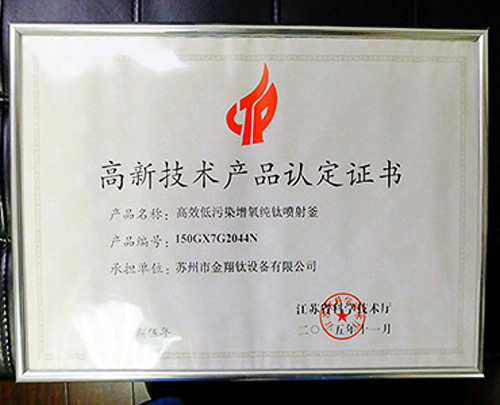 高新技术产品认定证书
产品名称：高效低污染增氧纯钛喷射釜
产品编号：150GX7G2044N
承担单位：苏州市金翔钛设备有限公司
江苏省科学技术厅
二〇一五年十一月